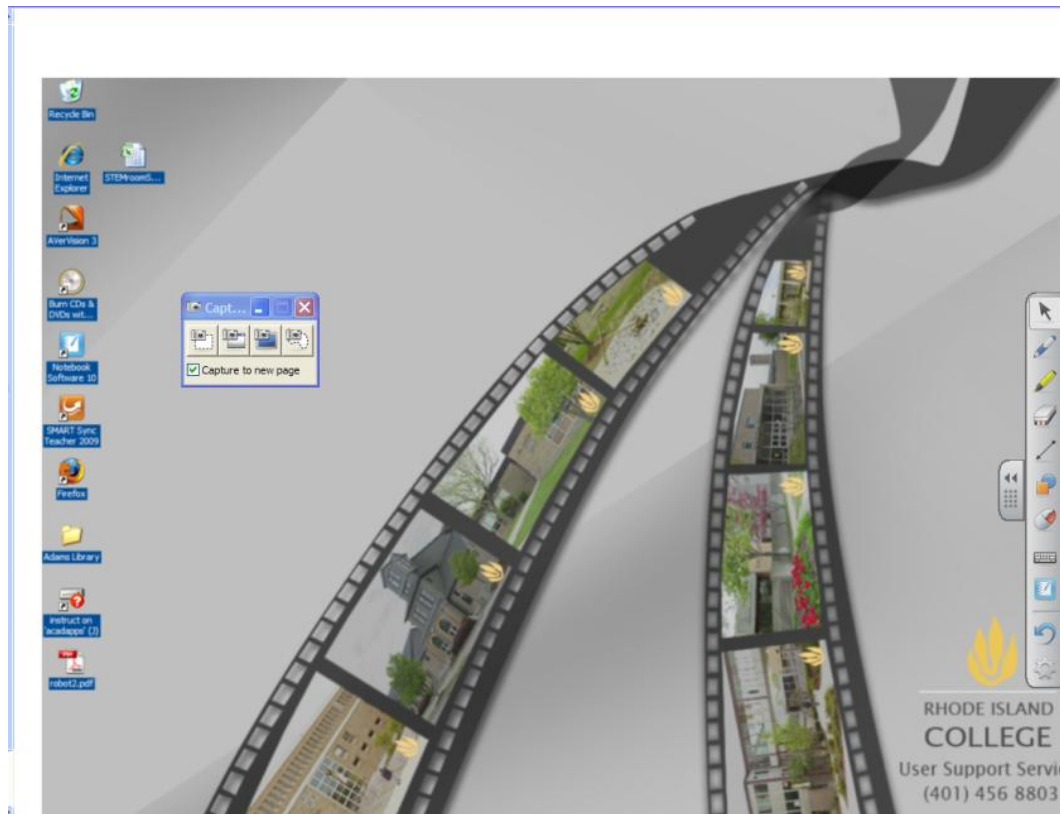 Recycle Bin
Internet
Explorer
STEMroomS...
AVerVision 3
Burn CDs &
DVDs wit...
Notebook
Software 10
SMART Sync
Teacher 2009
Firefox
Adams Library
instruct on
'acadapps' (J)
PDF
robot2.pdf
Capt...
Capture to new page
RHODE ISLAND
COLLEGE
User Support Servi
(401) 456 8803